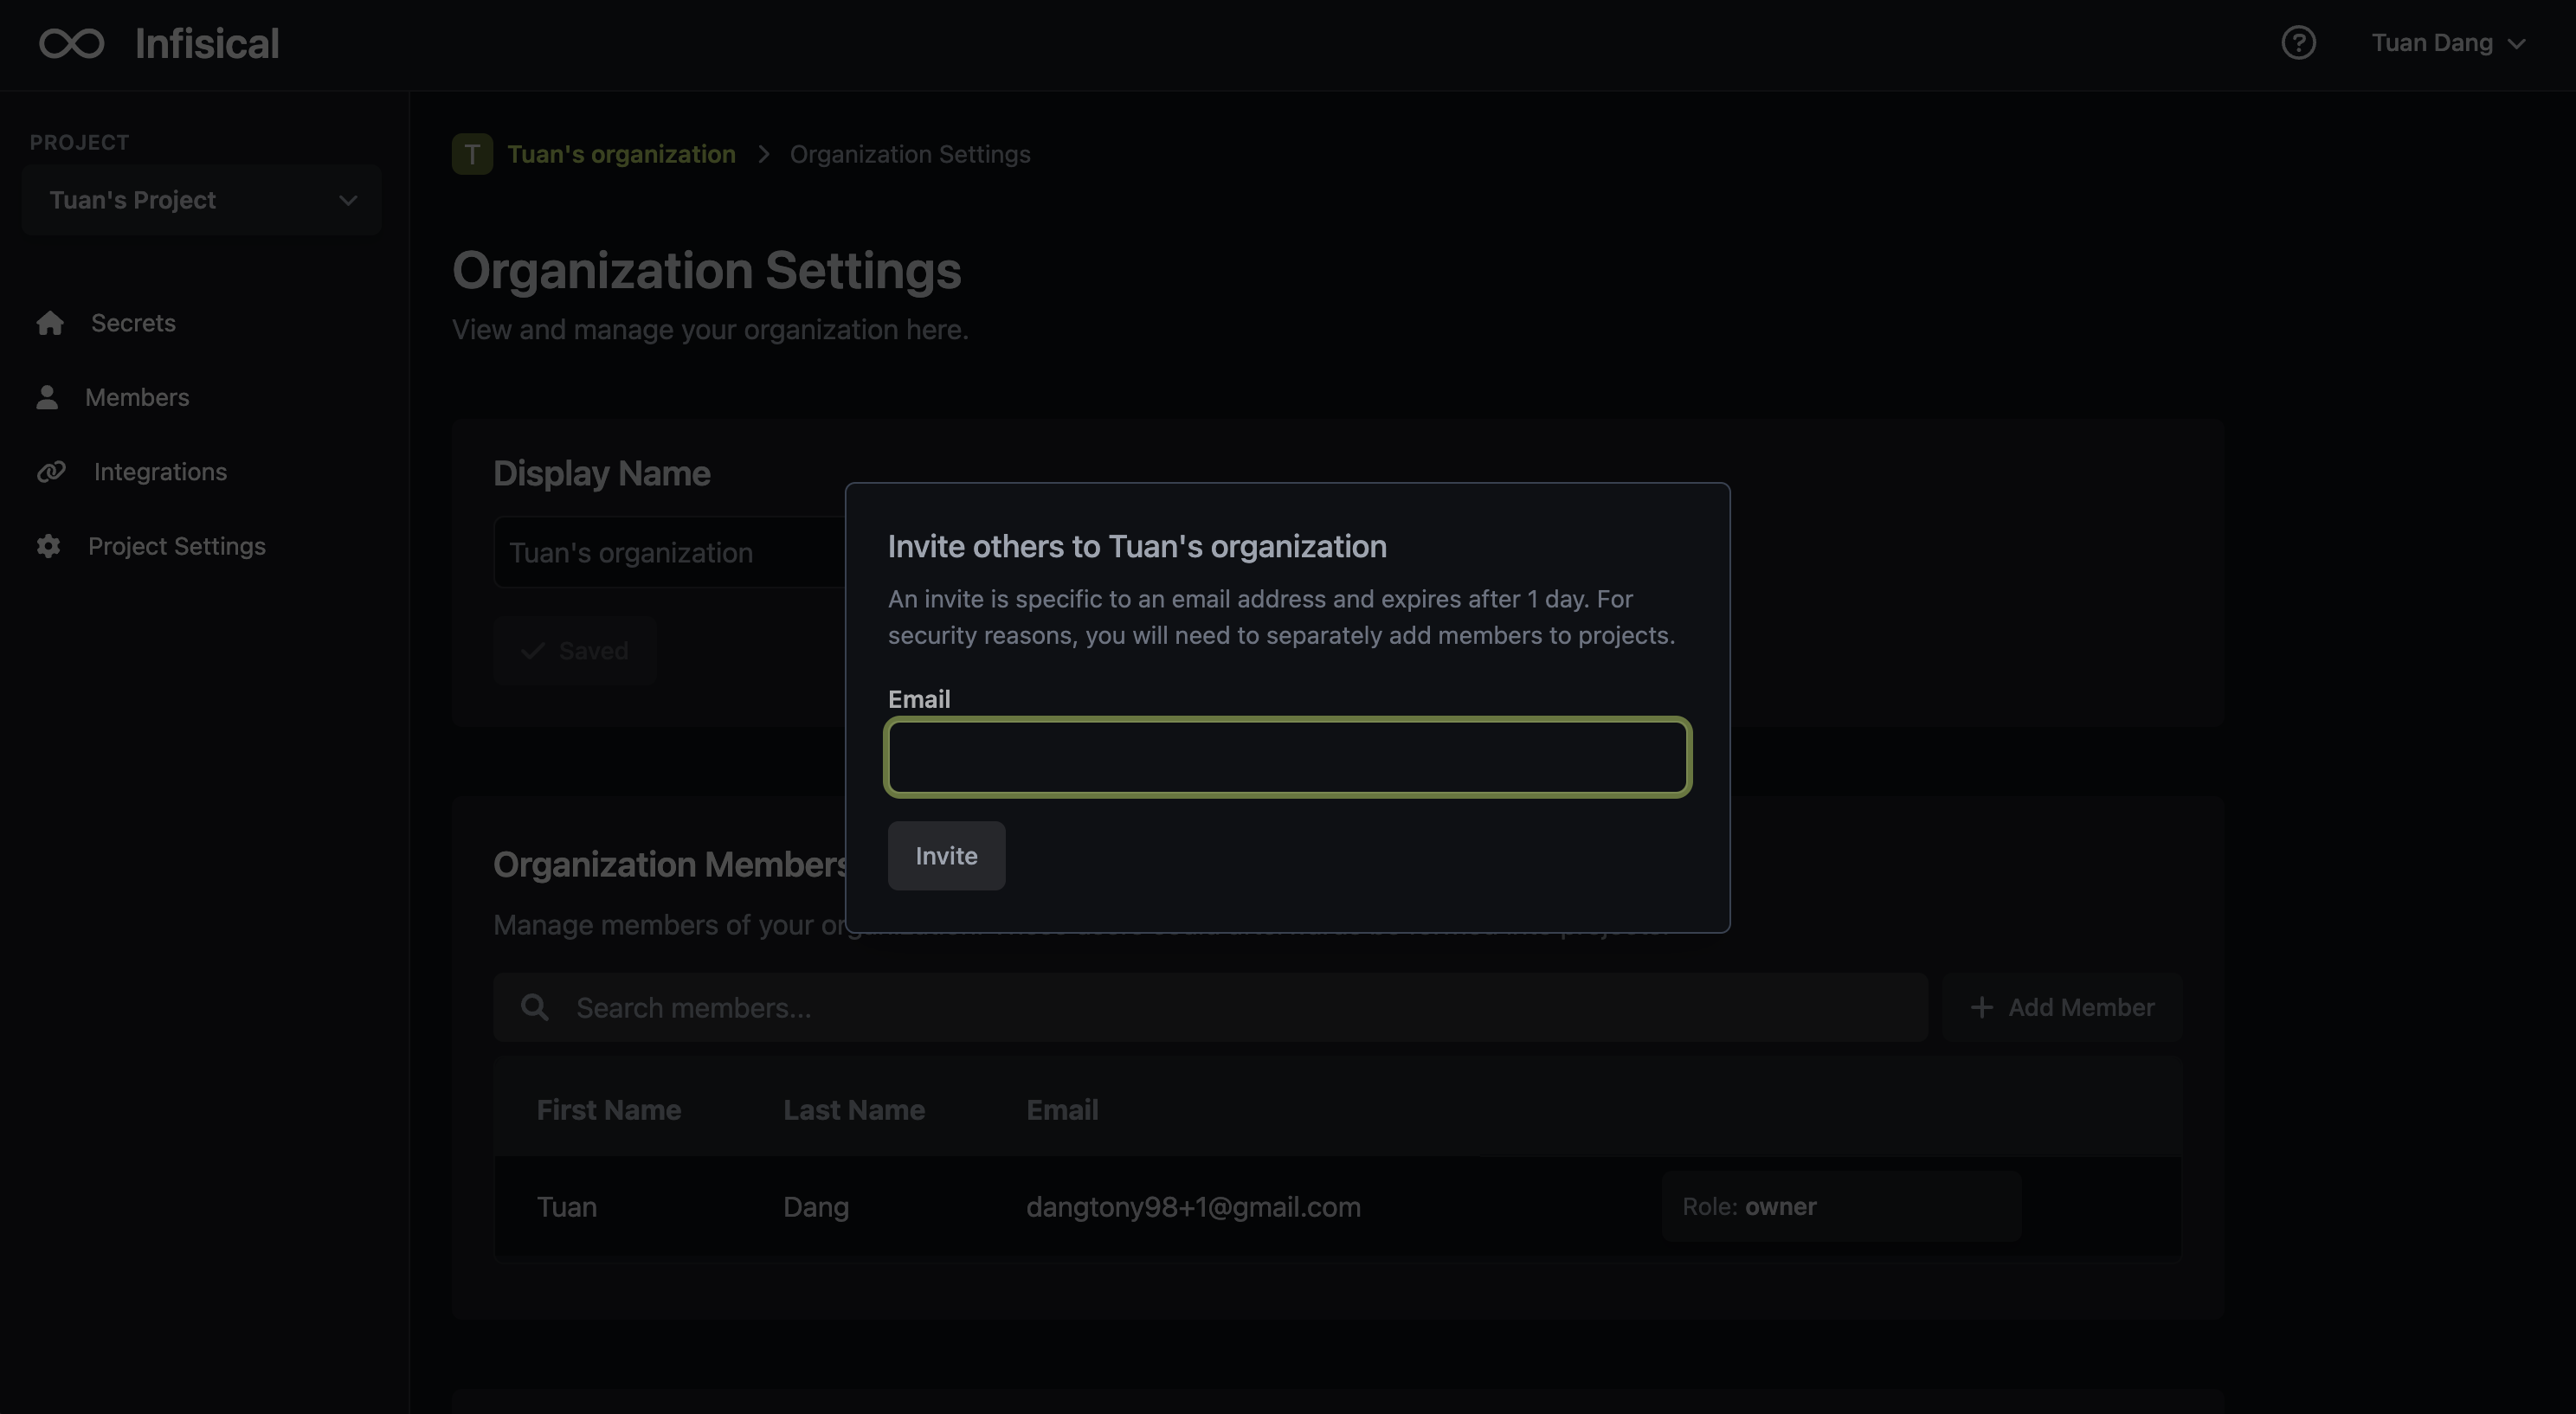 Infisical
Tuan Dang
PROJECT
Tuan's Project
Secrets
Members
Integrations
Project Settings
T Tuan's organization > Organization Settings
Organization Settings
View and manage your organization here.
Display Name
Tuan's organization
Saved
Invite others to Tuan's organization
An invite is specific to an email address and expires after 1 day. For
security reasons, you will need to separately add members to projects.
Email
Invite
Organization Members
Manage members of your
Search members...
+ Add Member
First Name Last Name Email
Tuan Dang dangtony98+1@gmail.com Role: owner